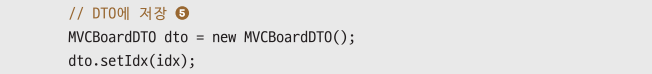 // DTO에 저장 ❺
MVCBoardDTO dto = new MVCBoardDTO();
dto.setIdx(idx);